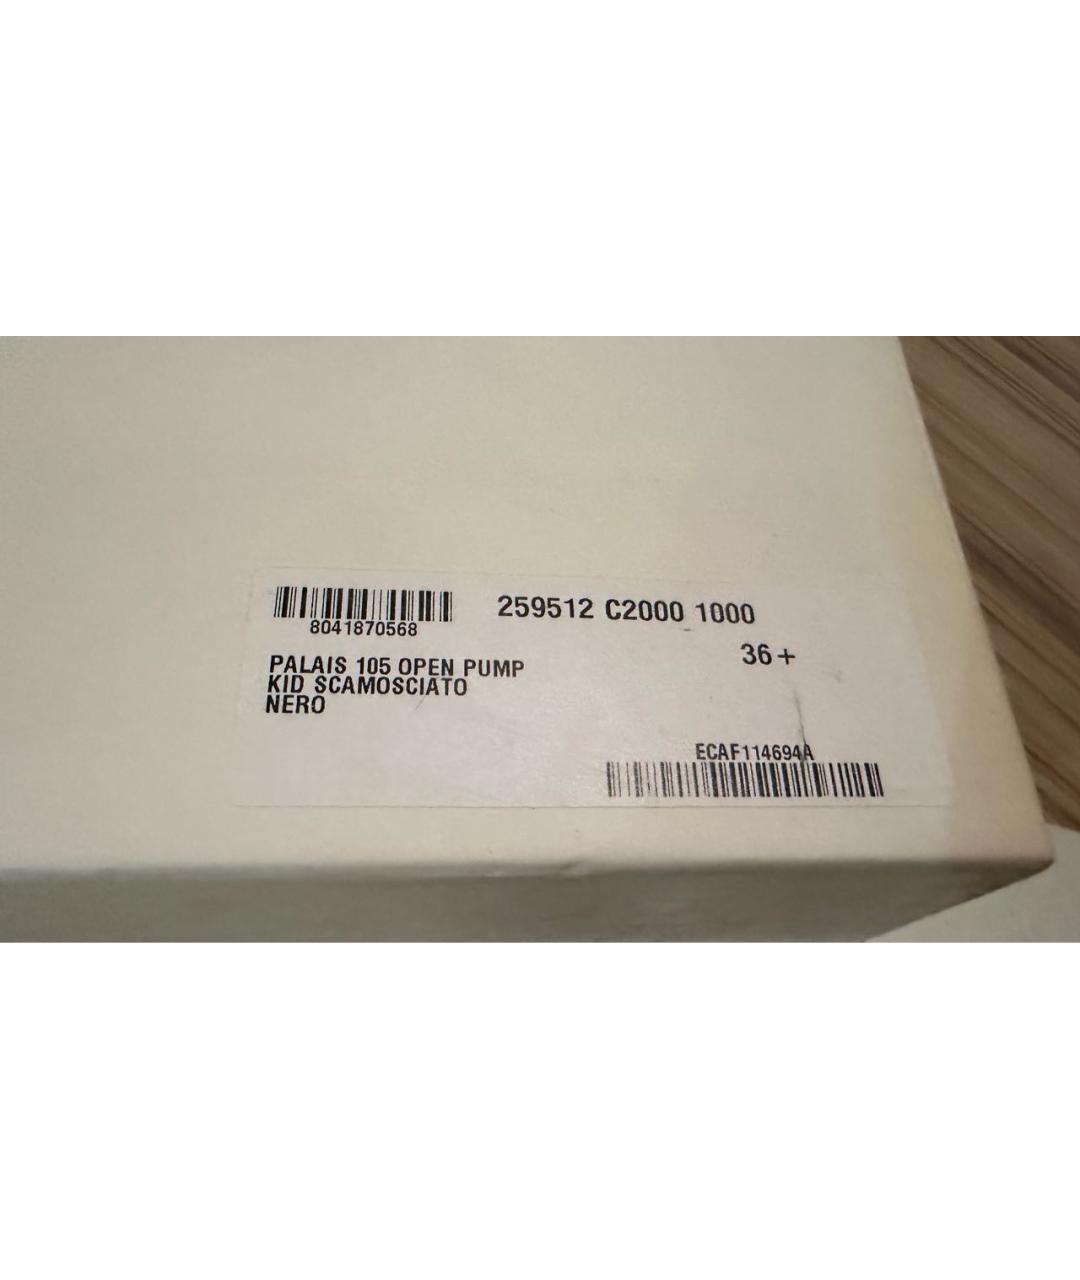 259512 C2000 1000
8041870568
36+
PALAIS 105 OPEN PUMP
KID SCAMOSCIATO
NERO
ECAF114694A